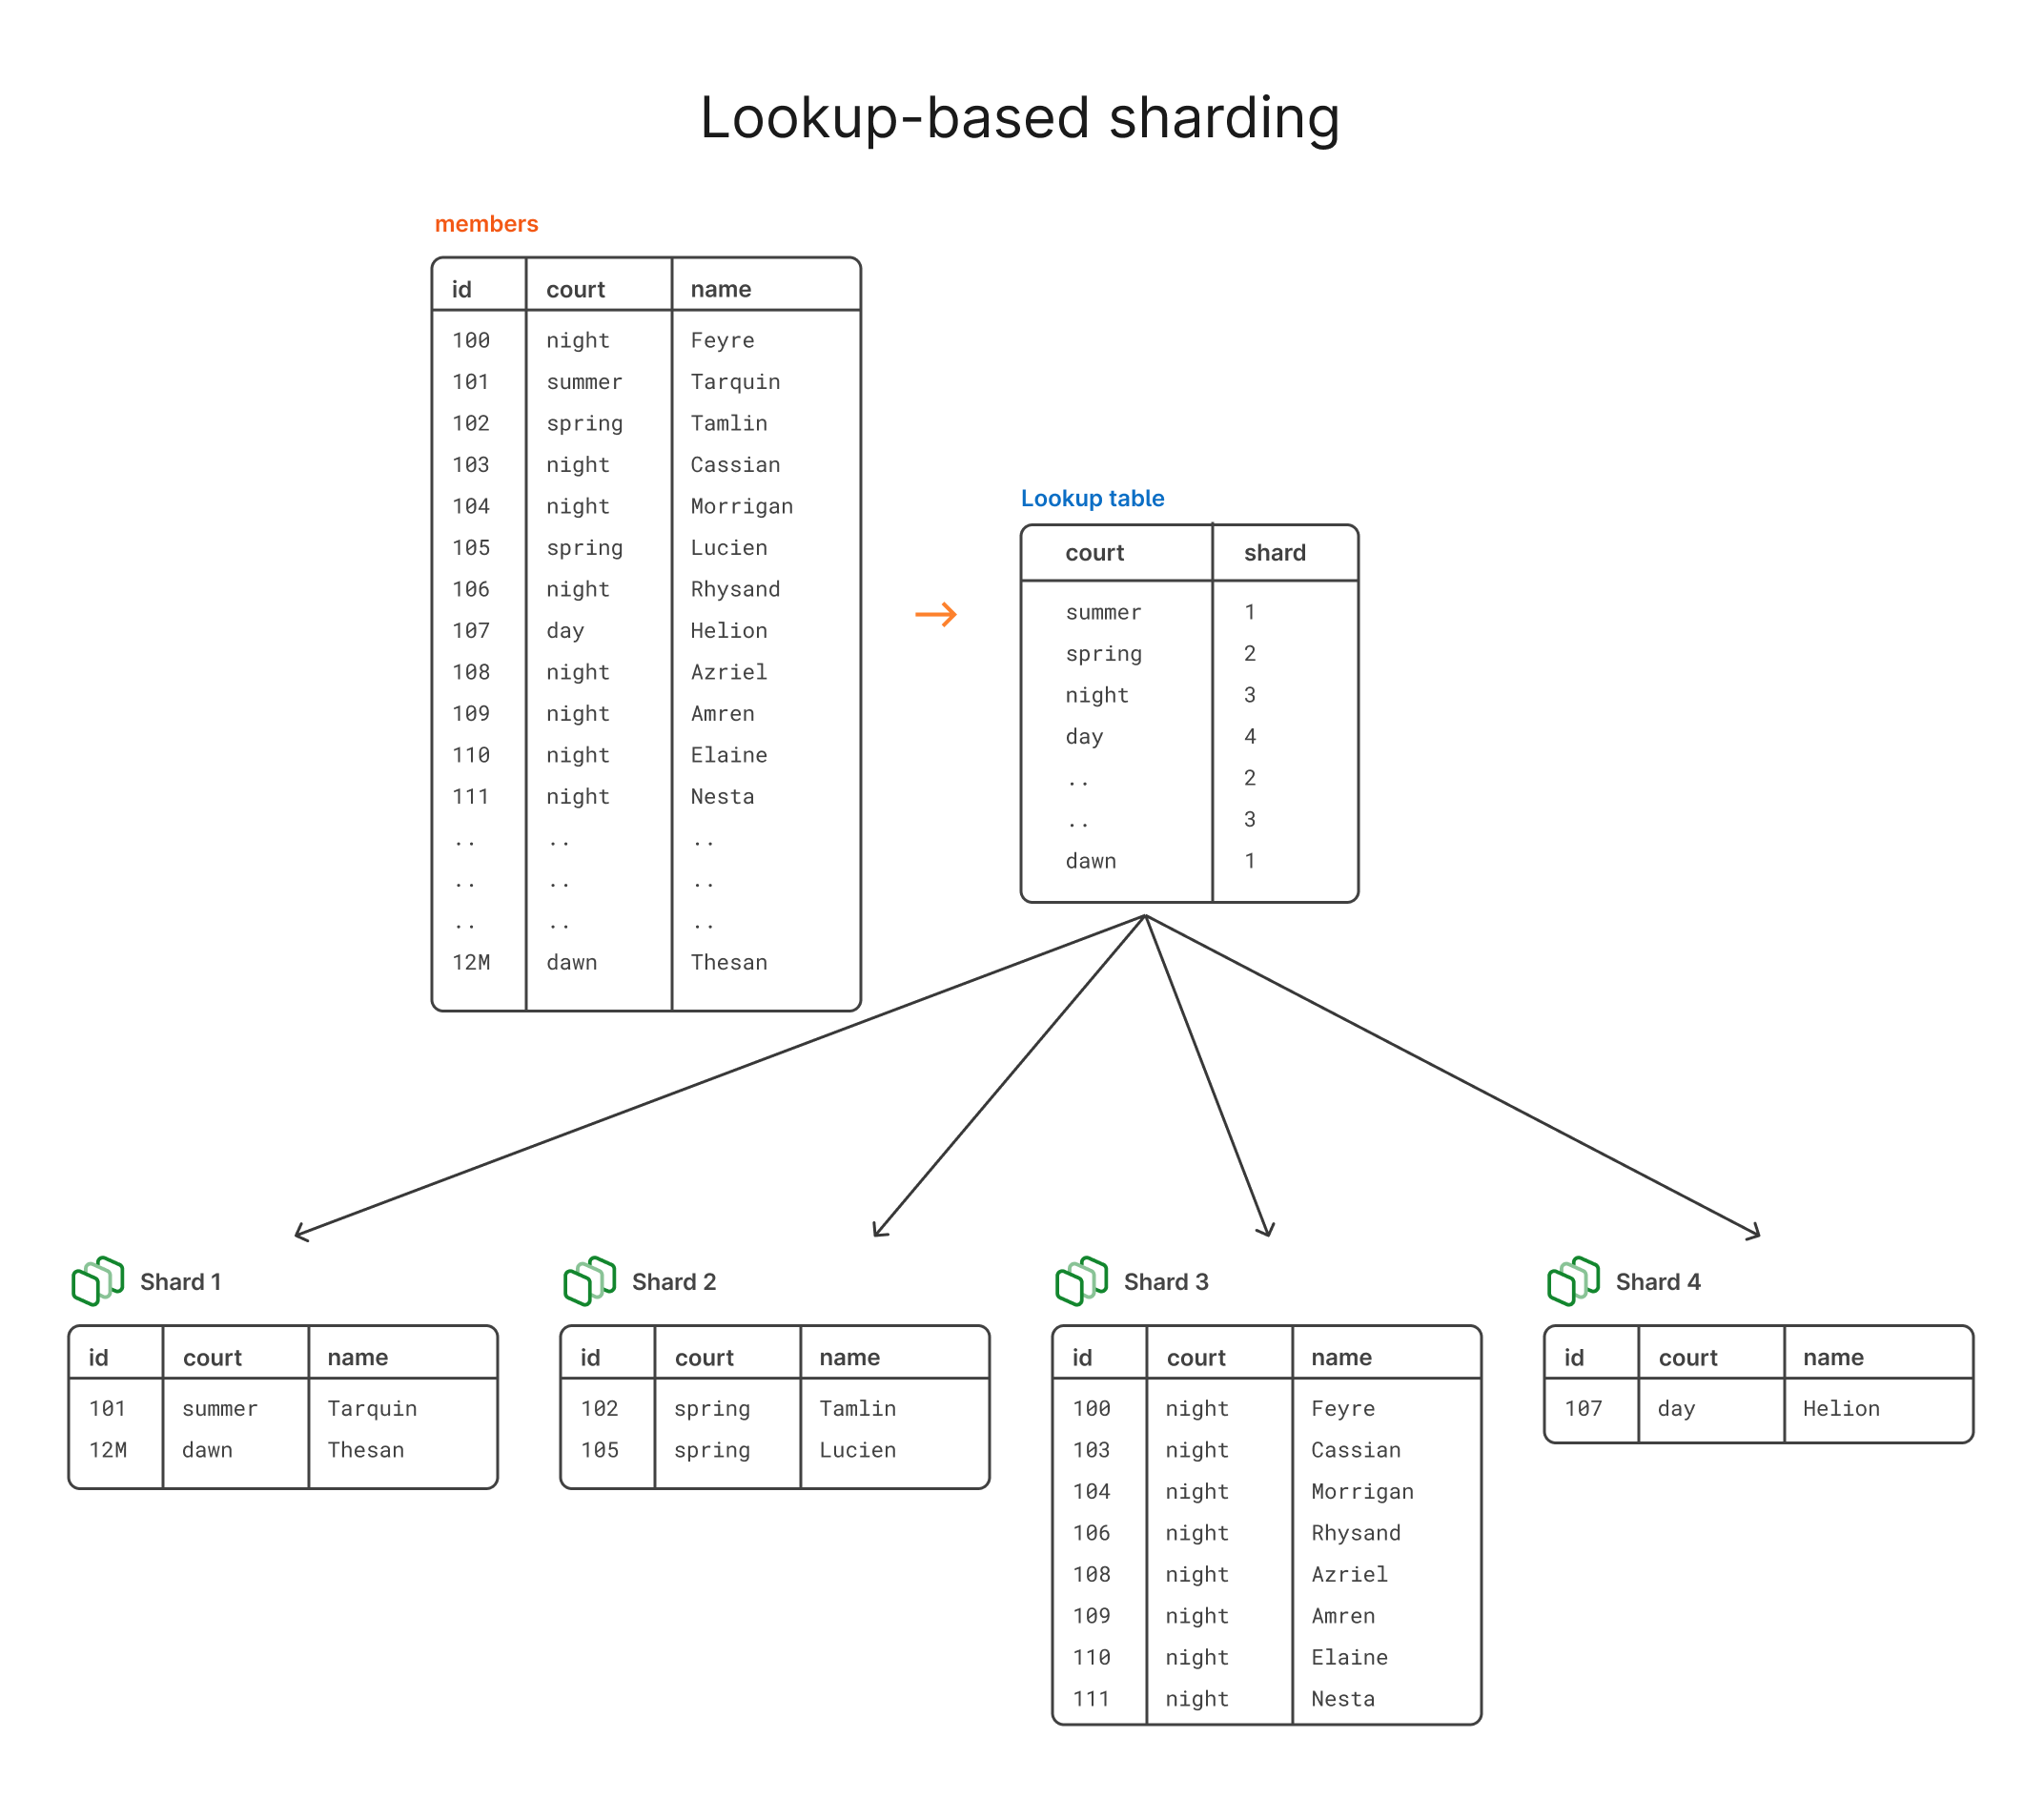 Lookup-based sharding
members
id court name
100 night Feyre
101 summer Tarquin
102 spring Tamlin
103 night Cassian
104 night Morrigan
105 spring Lucien
106 night Rhysand
107 day Helion
108 night Azriel
109 night Amren
110 night Elaine
111 night Nesta
.. .. ..
.. .. ..
.. .. ..
12M dawn Thesan
Lookup table
court shard
summer 1
spring 2
night 3
day 4
.. 2
.. 3
dawn 1
Shard 1
id court name
101 summer Tarquin
12M dawn Thesan
Shard 2
id court name
102 spring Tamlin
105 spring Lucien
Shard 3
id court name
100 night Feyre
103 night Cassian
104 night Morrigan
106 night Rhysand
108 night Azriel
109 night Amren
110 night Elaine
111 night Nesta
Shard 4
id court name
107 day Helion